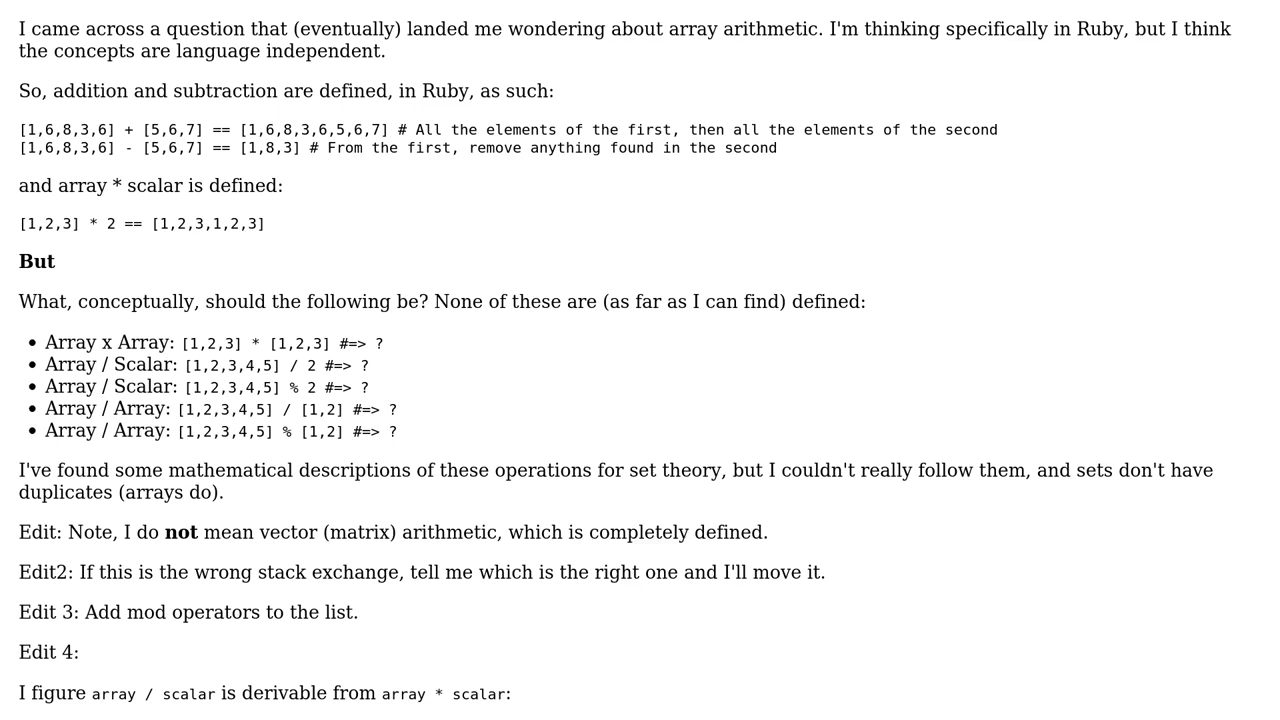 I came across a question that (eventually) landed me wondering about array arithmetic. I'm thinking specifically in Ruby, but I think
the concepts are language independent.
So, addition and subtraction are defined, in Ruby, as such:
[1,6,8,3,6] + [5,6,7] == [1,6,8,3,6,5,6,7] # All the elements of the first, then all the elements of the second
[1,6,8,3,6] - [5,6,7] == [1,8,3] # From the first, remove anything found in the second
and array * scalar is defined:
[1,2,3] * 2 == [1,2,3,1,2,3]
But
What, conceptually, should the following be? None of these are (as far as I can find) defined:
• Array x Array: [1,2,3] * [1,2,3] #=> ?
• Array / Scalar: [1,2,3,4,5] / 2 #=> ?
• Array / Scalar: [1,2,3,4,5] % 2 #=> ?
• Array / Array: [1,2,3,4,5] / [1,2] #=> ?
• Array / Array: [1,2,3,4,5] % [1,2] #=> ?
I've found some mathematical descriptions of these operations for set theory, but I couldn't really follow them, and sets don't have
duplicates (arrays do).
Edit: Note, I do not mean vector (matrix) arithmetic, which is completely defined.
Edit2: If this is the wrong stack exchange, tell me which is the right one and I'll move it.
Edit 3: Add mod operators to the list.
Edit 4:
I figure array / scalar is derivable from array * scalar: